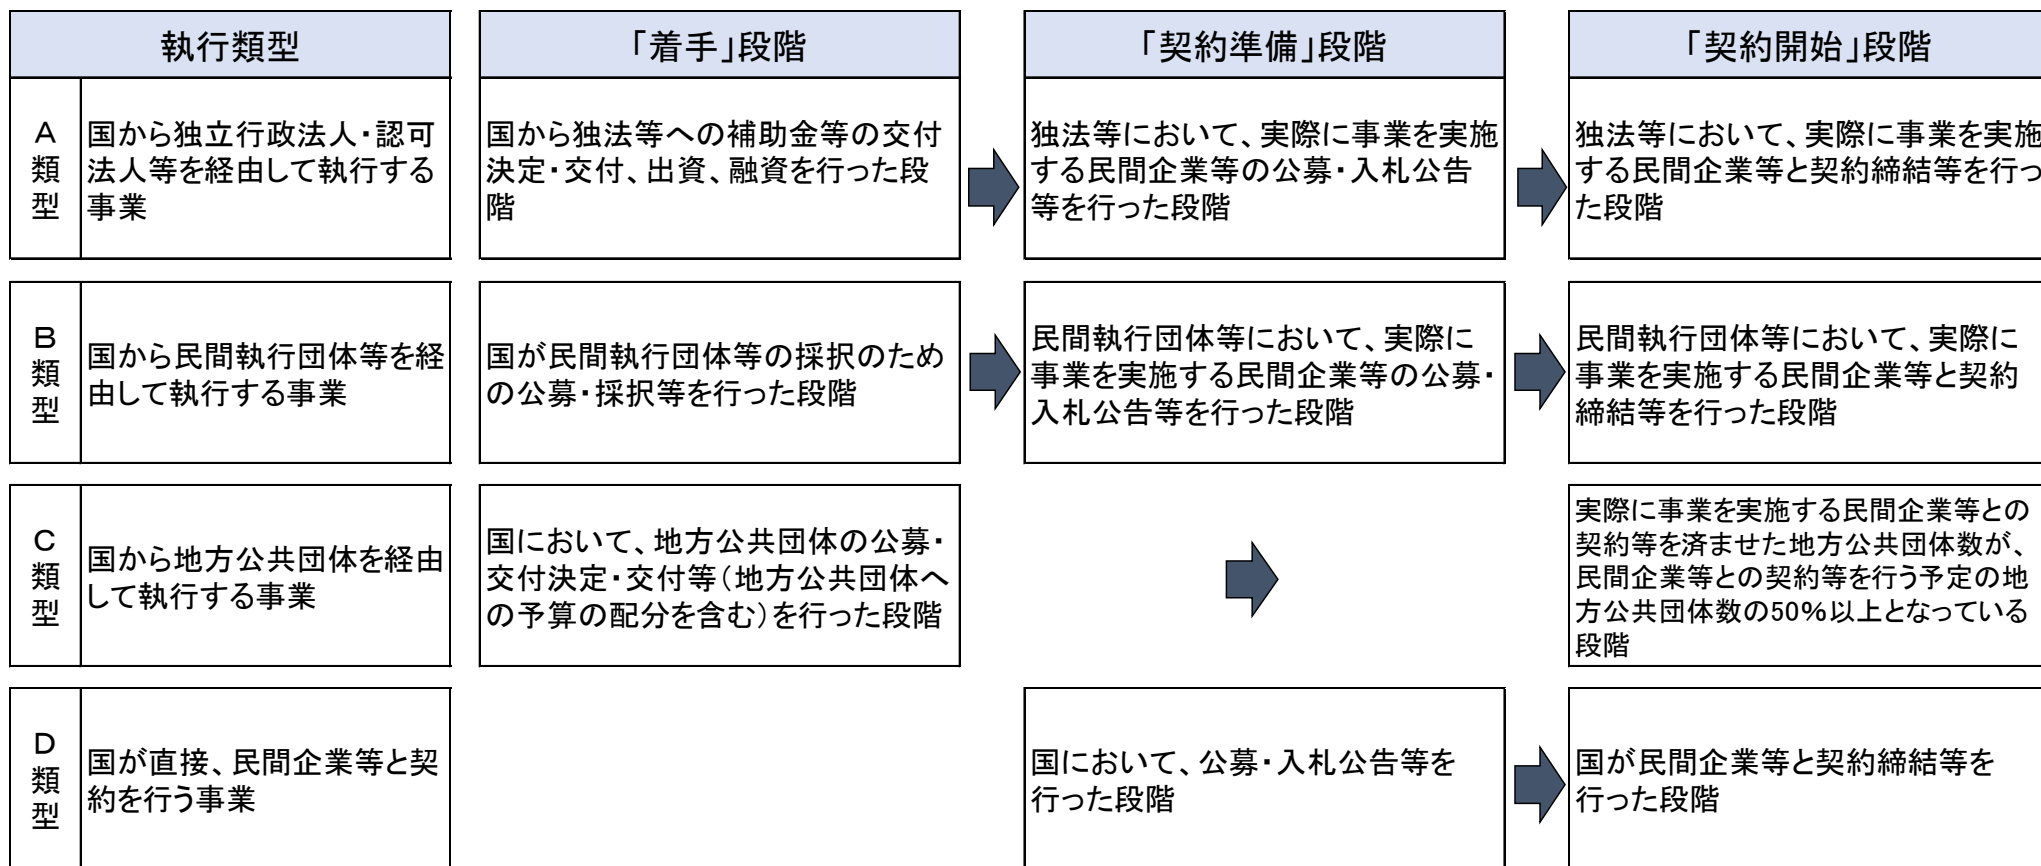 執行類型
「着手」段階
「契約準備」段階
「契約開始」段階
A
類
型
国から独立行政法人・認可
法人等を経由して執行する
事業
国から独法等への補助金等の交付
決定・交付、出資、融資を行った段
階
独法等において、実際に事業を実施
する民間企業等の公募・入札公告
等を行った段階
独法等において、実際に事業を実施
する民間企業等と契約締結等を行っ
た段階
B
類
型
国から民間執行団体等を経
由して執行する事業
国が民間執行団体等の採択のため
の公募・採択等を行った段階
民間執行団体等において、実際に
事業を実施する民間企業等の公募・
入札公告等を行った段階
民間執行団体等において、実際に
事業を実施する民間企業等と契約
締結等を行った段階
C
類
型
国から地方公共団体を経由
して執行する事業
国において、地方公共団体の公募・
交付決定・交付等(地方公共団体へ
の予算の配分を含む)を行った段階
実際に事業を実施する民間企業等との
契約等を済ませた地方公共団体数が、
民間企業等との契約等を行う予定の地
方公共団体数の50%以上となっている
段階
D
類
型
国が直接、民間企業等と契
約を行う事業
国において、公募・入札公告等を
行った段階
国が民間企業等と契約締結等を
行った段階